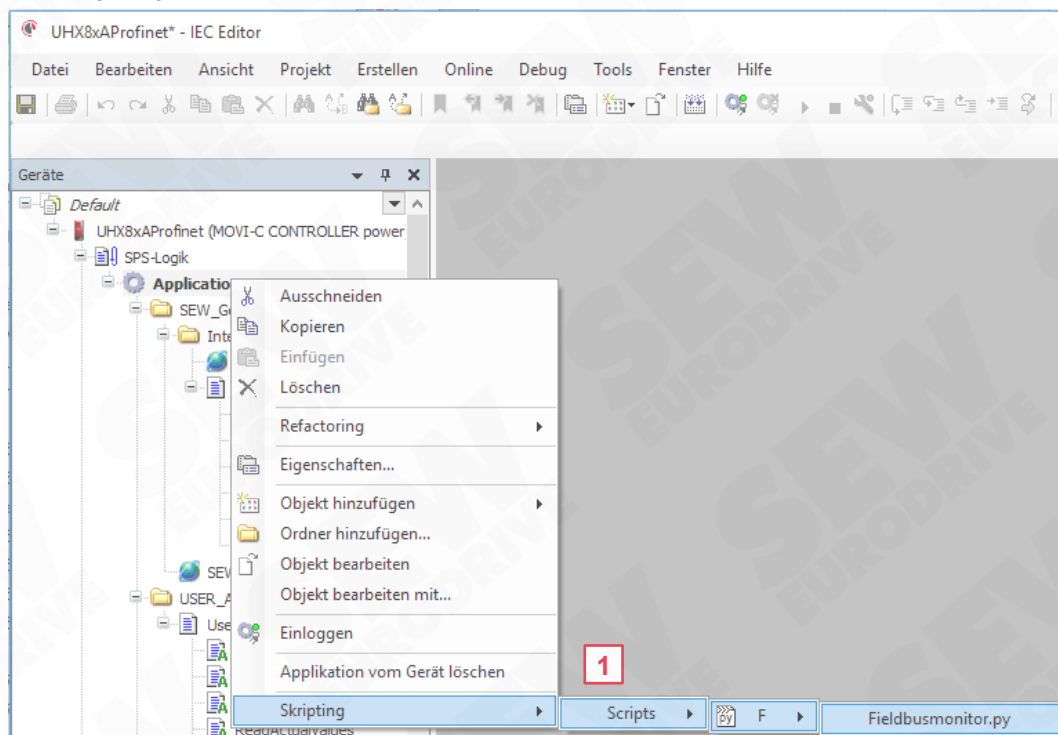 UHX8xAProfinet* - IEC Editor
Datei Bearbeiten Ansicht Projekt Erstellen Online Debug Tools Fenster Hilfe
Geräte
Default
UHX8xAProfinet (MOVI-C CONTROLLER power
SPS-Logik
Applicatio
SEW_G
Inte
SEW
USER_A
Use
ReadActualValues
Ausschneiden
Kopieren
Einfügen
Löschen
Refactoring
Eigenschaften...
Objekt hinzufügen
Ordner hinzufügen...
Objekt bearbeiten
Objekt bearbeiten mit...
Einloggen
Applikation vom Gerät löschen
Skripting
1
Scripts
F
Fieldbusmonitor.py